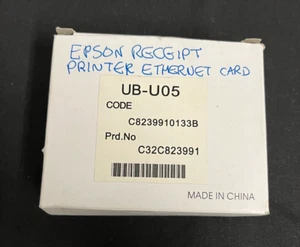 EPSON RECEIPT
PRINTER ETHERNET CARD
UB-U05
CODE
C8239910133B
Prd.No
C32C823991
MADE IN CHINA